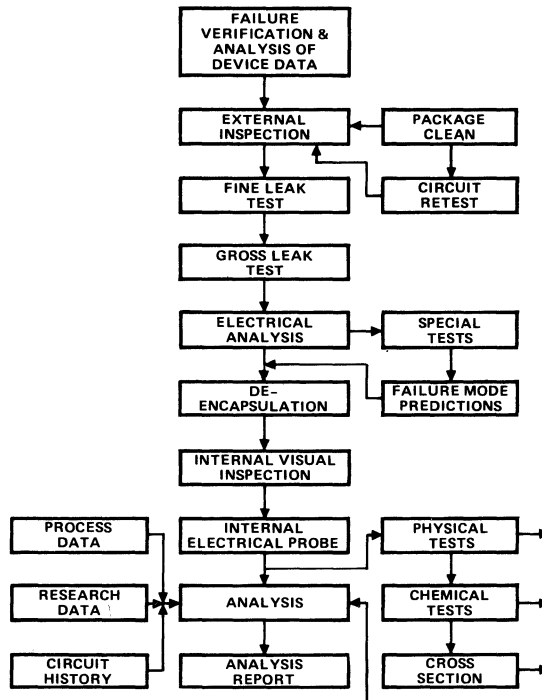 FAILURE
VERIFICATION &
ANALYSIS OF
DEVICE DATA
EXTERNAL
INSPECTION
PACKAGE
CLEAN
FINE LEAK
TEST
CIRCUIT
RETEST
GROSS LEAK
TEST
ELECTRICAL
ANALYSIS
SPECIAL
TESTS
DE-
ENCAPSULATION
FAILURE MODE
PREDICTIONS
INTERNAL VISUAL
INSPECTION
PROCESS
DATA
INTERNAL
ELECTRICAL PROBE
PHYSICAL
TESTS
RESEARCH
DATA
ANALYSIS
CHEMICAL
TESTS
CIRCUIT
HISTORY
ANALYSIS
REPORT
CROSS
SECTION